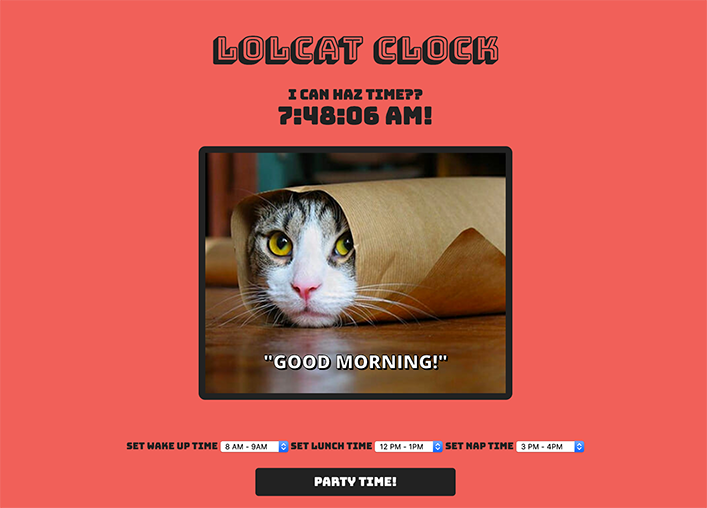 LOLCAT CLOCK
I CAN HAZ TIME??
7:48:06 AM!
"GOOD MORNING!"
SET WAKE UP TIME 8 AM - 9AM SET LUNCH TIME 12 PM - 1PM SET NAP TIME 3 PM - 4PM
PARTY TIME!